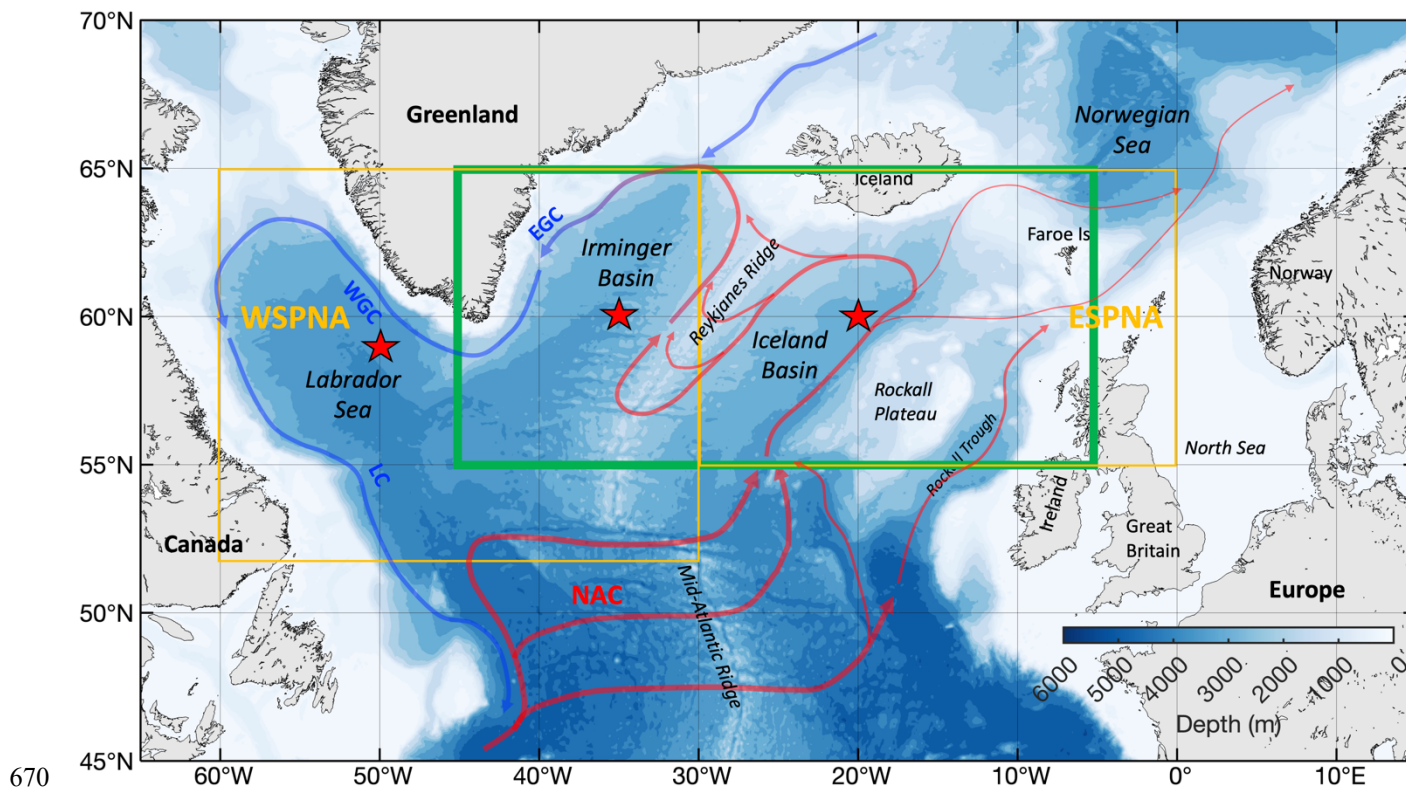 70°N
65°N
60°N
55°N
50°N
45°N
60°W
50°W
40°W
30°W
20°W
10°W
0°
10°E
Greenland
Norwegian
Sea
Iceland
EGC
Irminger
Basin
Faroe Is
Norway
Reykjanes Ridge
WGC
WSPNA
ESPNA
Iceland
Basin
Labrador
Sea
Rockall
Plateau
North Sea
Rockall Trough
LC
Ireland
Canada
Great
Britain
NAC
Mid-Atlantic Ridge
Europe
6000
5000
4000
3000
2000
1000
0
Depth (m)
670